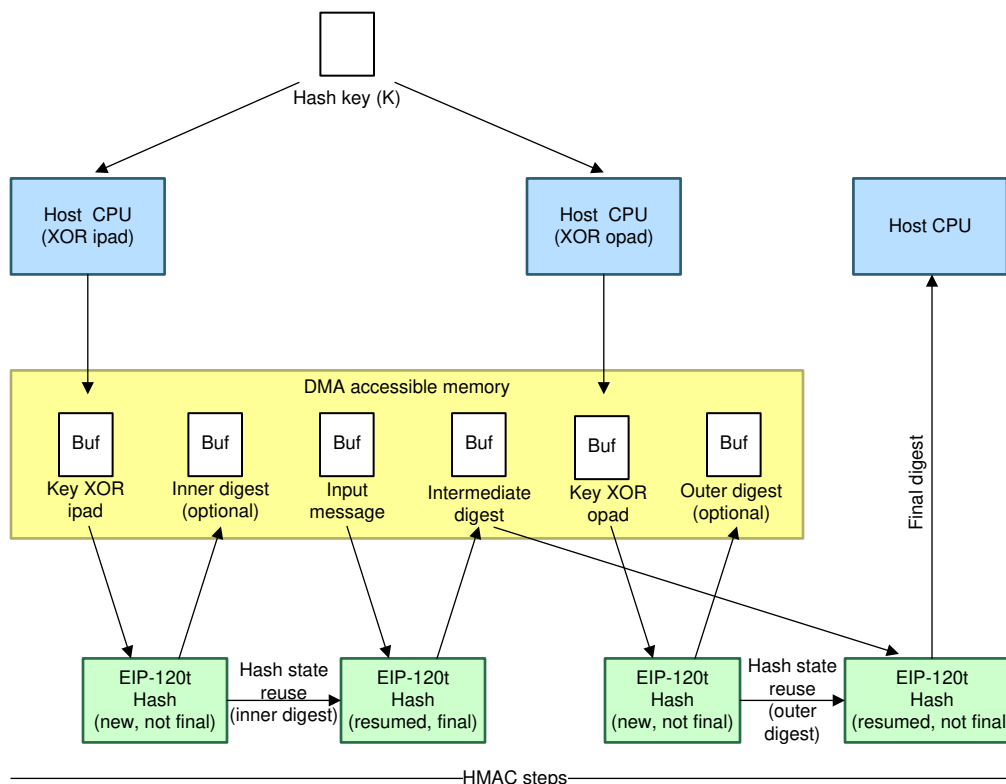 Hash key (K)
Host CPU
(XOR ipad)
Host CPU
(XOR opad)
Host CPU
DMA accessible memory
Buf
Key XOR
ipad
Buf
Inner digest
(optional)
Buf
Input
message
Buf
Intermediate
digest
Buf
Key XOR
opad
Buf
Outer digest
(optional)
Final digest
EIP-120t
Hash
(new, not final)
Hash state
reuse
(inner digest)
EIP-120t
Hash
(resumed, final)
EIP-120t
Hash
(new, not final)
Hash state
reuse
(outer
digest)
EIP-120t
Hash
(resumed, not final)
HMAC steps